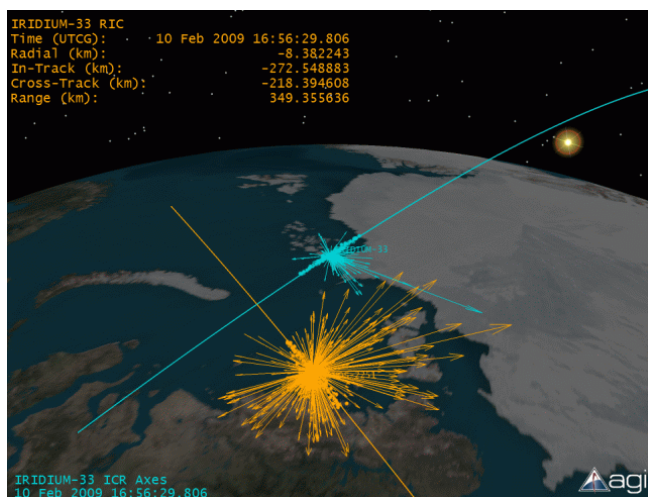 IRIDIUM-33 RIC
Time (UTCG): 10 Feb 2009 16:56:29.806
Radial (km): -8.382243
In-Track (km): -272.548883
Cross-Track (km): -218.394608
Range (km): 349.355636
IRIDIUM-33
IRIDIUM-33 ICR Axes
10 Feb 2009 16:56:29.806
agi